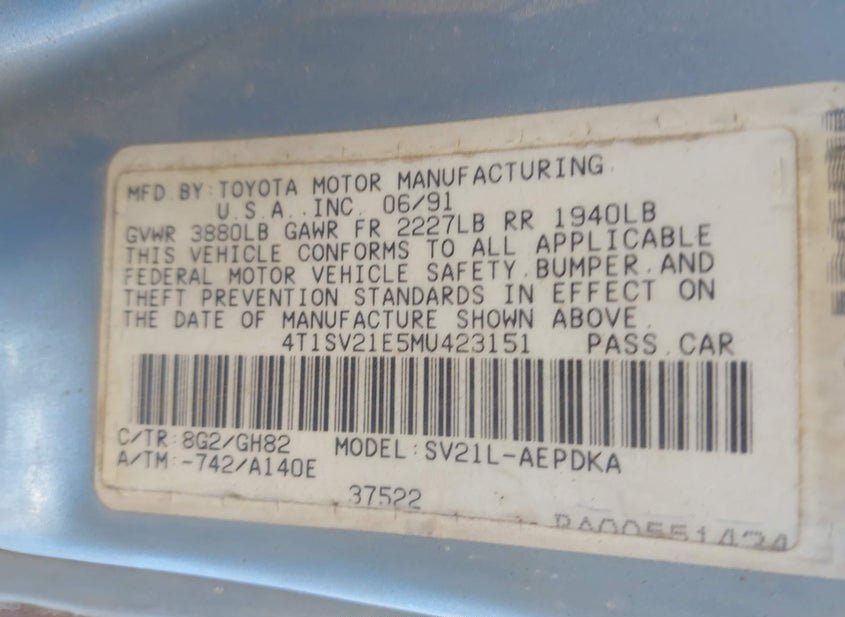 MFD.BY:TOYOTA MOTOR MANUFACTURING
U.S.A.,INC. 06/91
GVWR 3880LB GAWR FR 2227LB RR 1940LB
THIS VEHICLE CONFORMS TO ALL APPLICABLE
FEDERAL MOTOR VEHICLE SAFETY,BUMPER,AND
THEFT PREVENTION STANDARDS IN EFFECT ON
THE DATE OF MANUFACTURE SHOWN ABOVE.
4T1SV21E5MU423151 PASS.CAR
C/TR:8G2/GH82 MODEL:SV21L-AEPDKA
A/TM:-742/A140E
37522